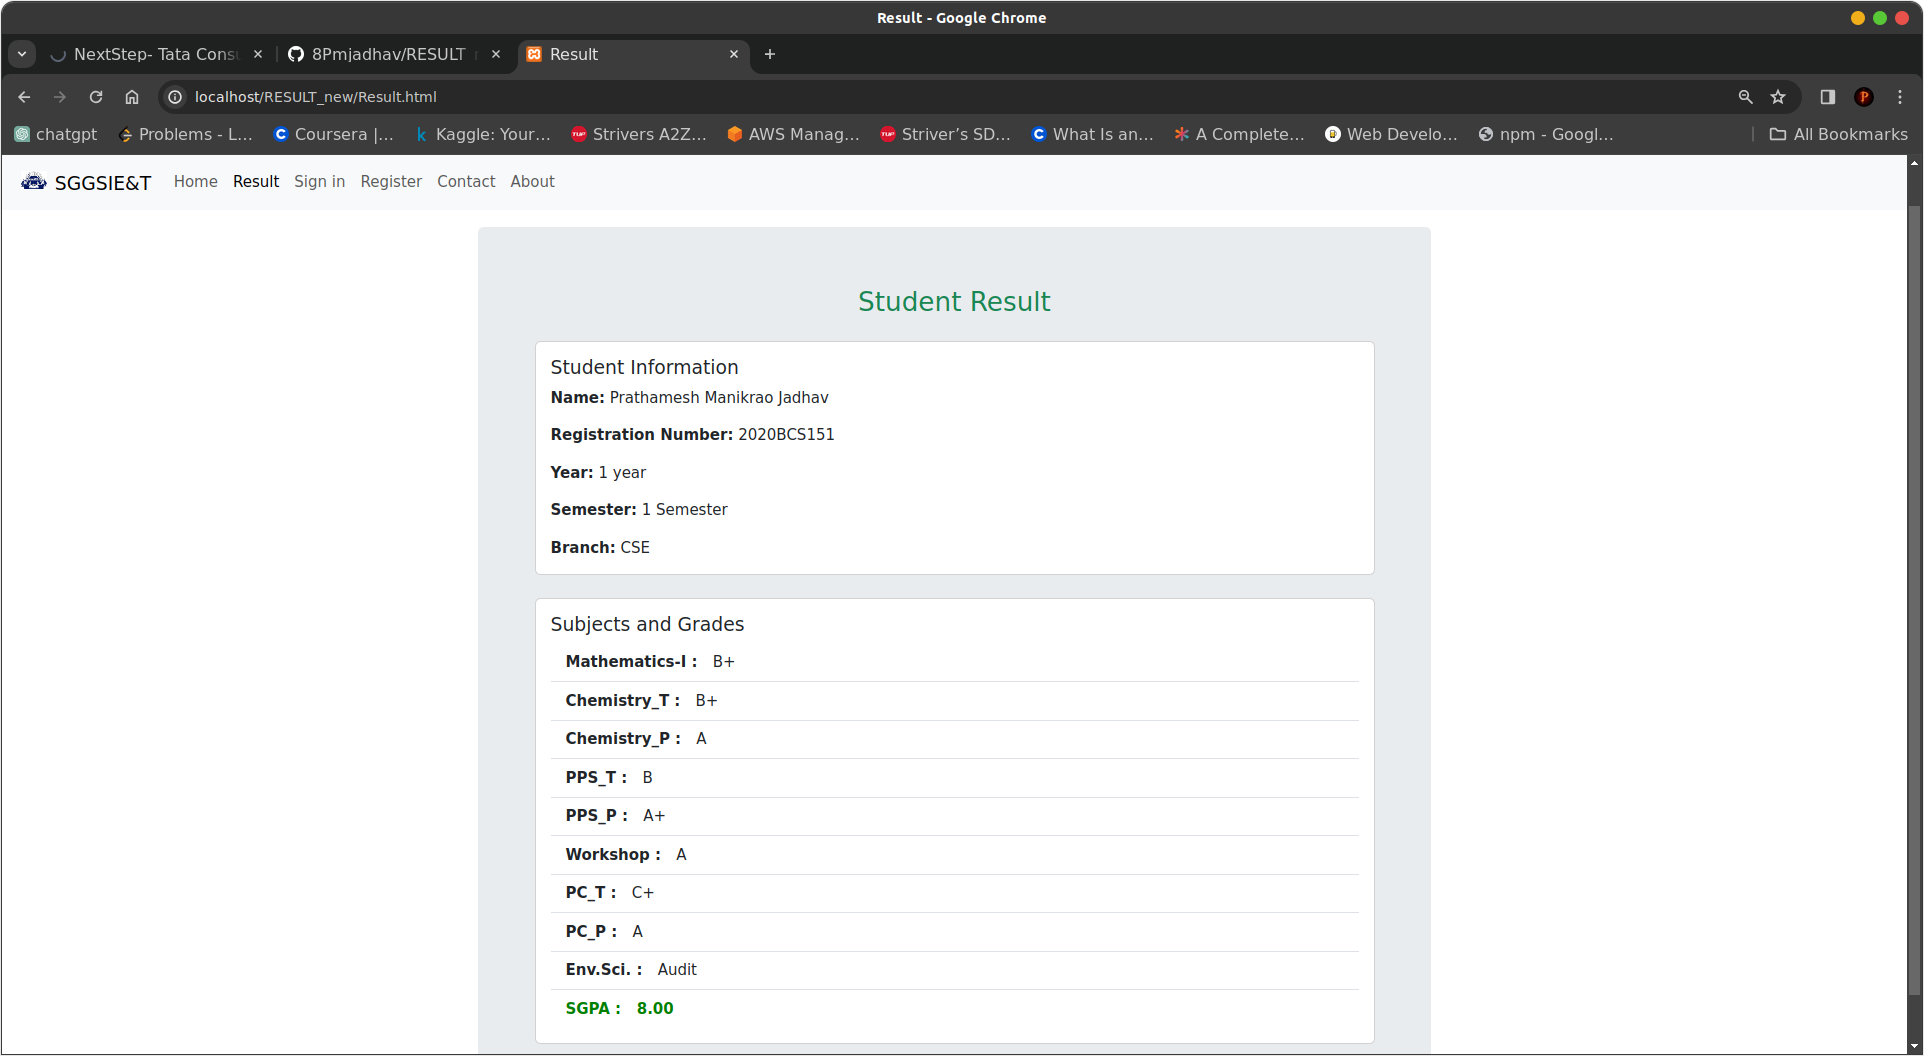 Result - Google Chrome
NextStep- Tata Cons
8Pmjadhav/RESULT
Result
localhost/RESULT_new/Result.html
chatgpt
Problems - L...
Coursera |...
Kaggle: Your...
Strivers A2Z...
AWS Manag...
Striver’s SD...
What Is an...
A Complete...
Web Develo...
npm - Googl...
All Bookmarks
SGGSIE&T Home Result Sign in Register Contact About
Student Result
Student Information
Name: Prathamesh Manikrao Jadhav
Registration Number: 2020BCS151
Year: 1 year
Semester: 1 Semester
Branch: CSE
Subjects and Grades
Mathematics-I : B+
Chemistry_T : B+
Chemistry_P : A
PPS_T : B
PPS_P : A+
Workshop : A
PC_T : C+
PC_P : A
Env.Sci. : Audit
SGPA : 8.00